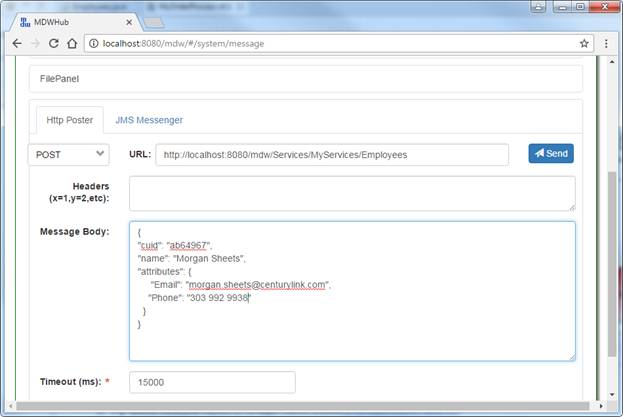 MDWHub
localhost:8080/mdw/#/system/message
FilePanel
Http Poster JMS Messenger
POST URL: http://localhost:8080/mdw/Services/MyServices/Employees Send
Headers
(x=1,y=2,etc):
Message Body: {
"cuid": "ab64967",
"name": "Morgan Sheets",
"attributes": {
"Email": "morgan.sheets@centurylink.com",
"Phone": "303 992 9938"
}
}
Timeout (ms): * 15000